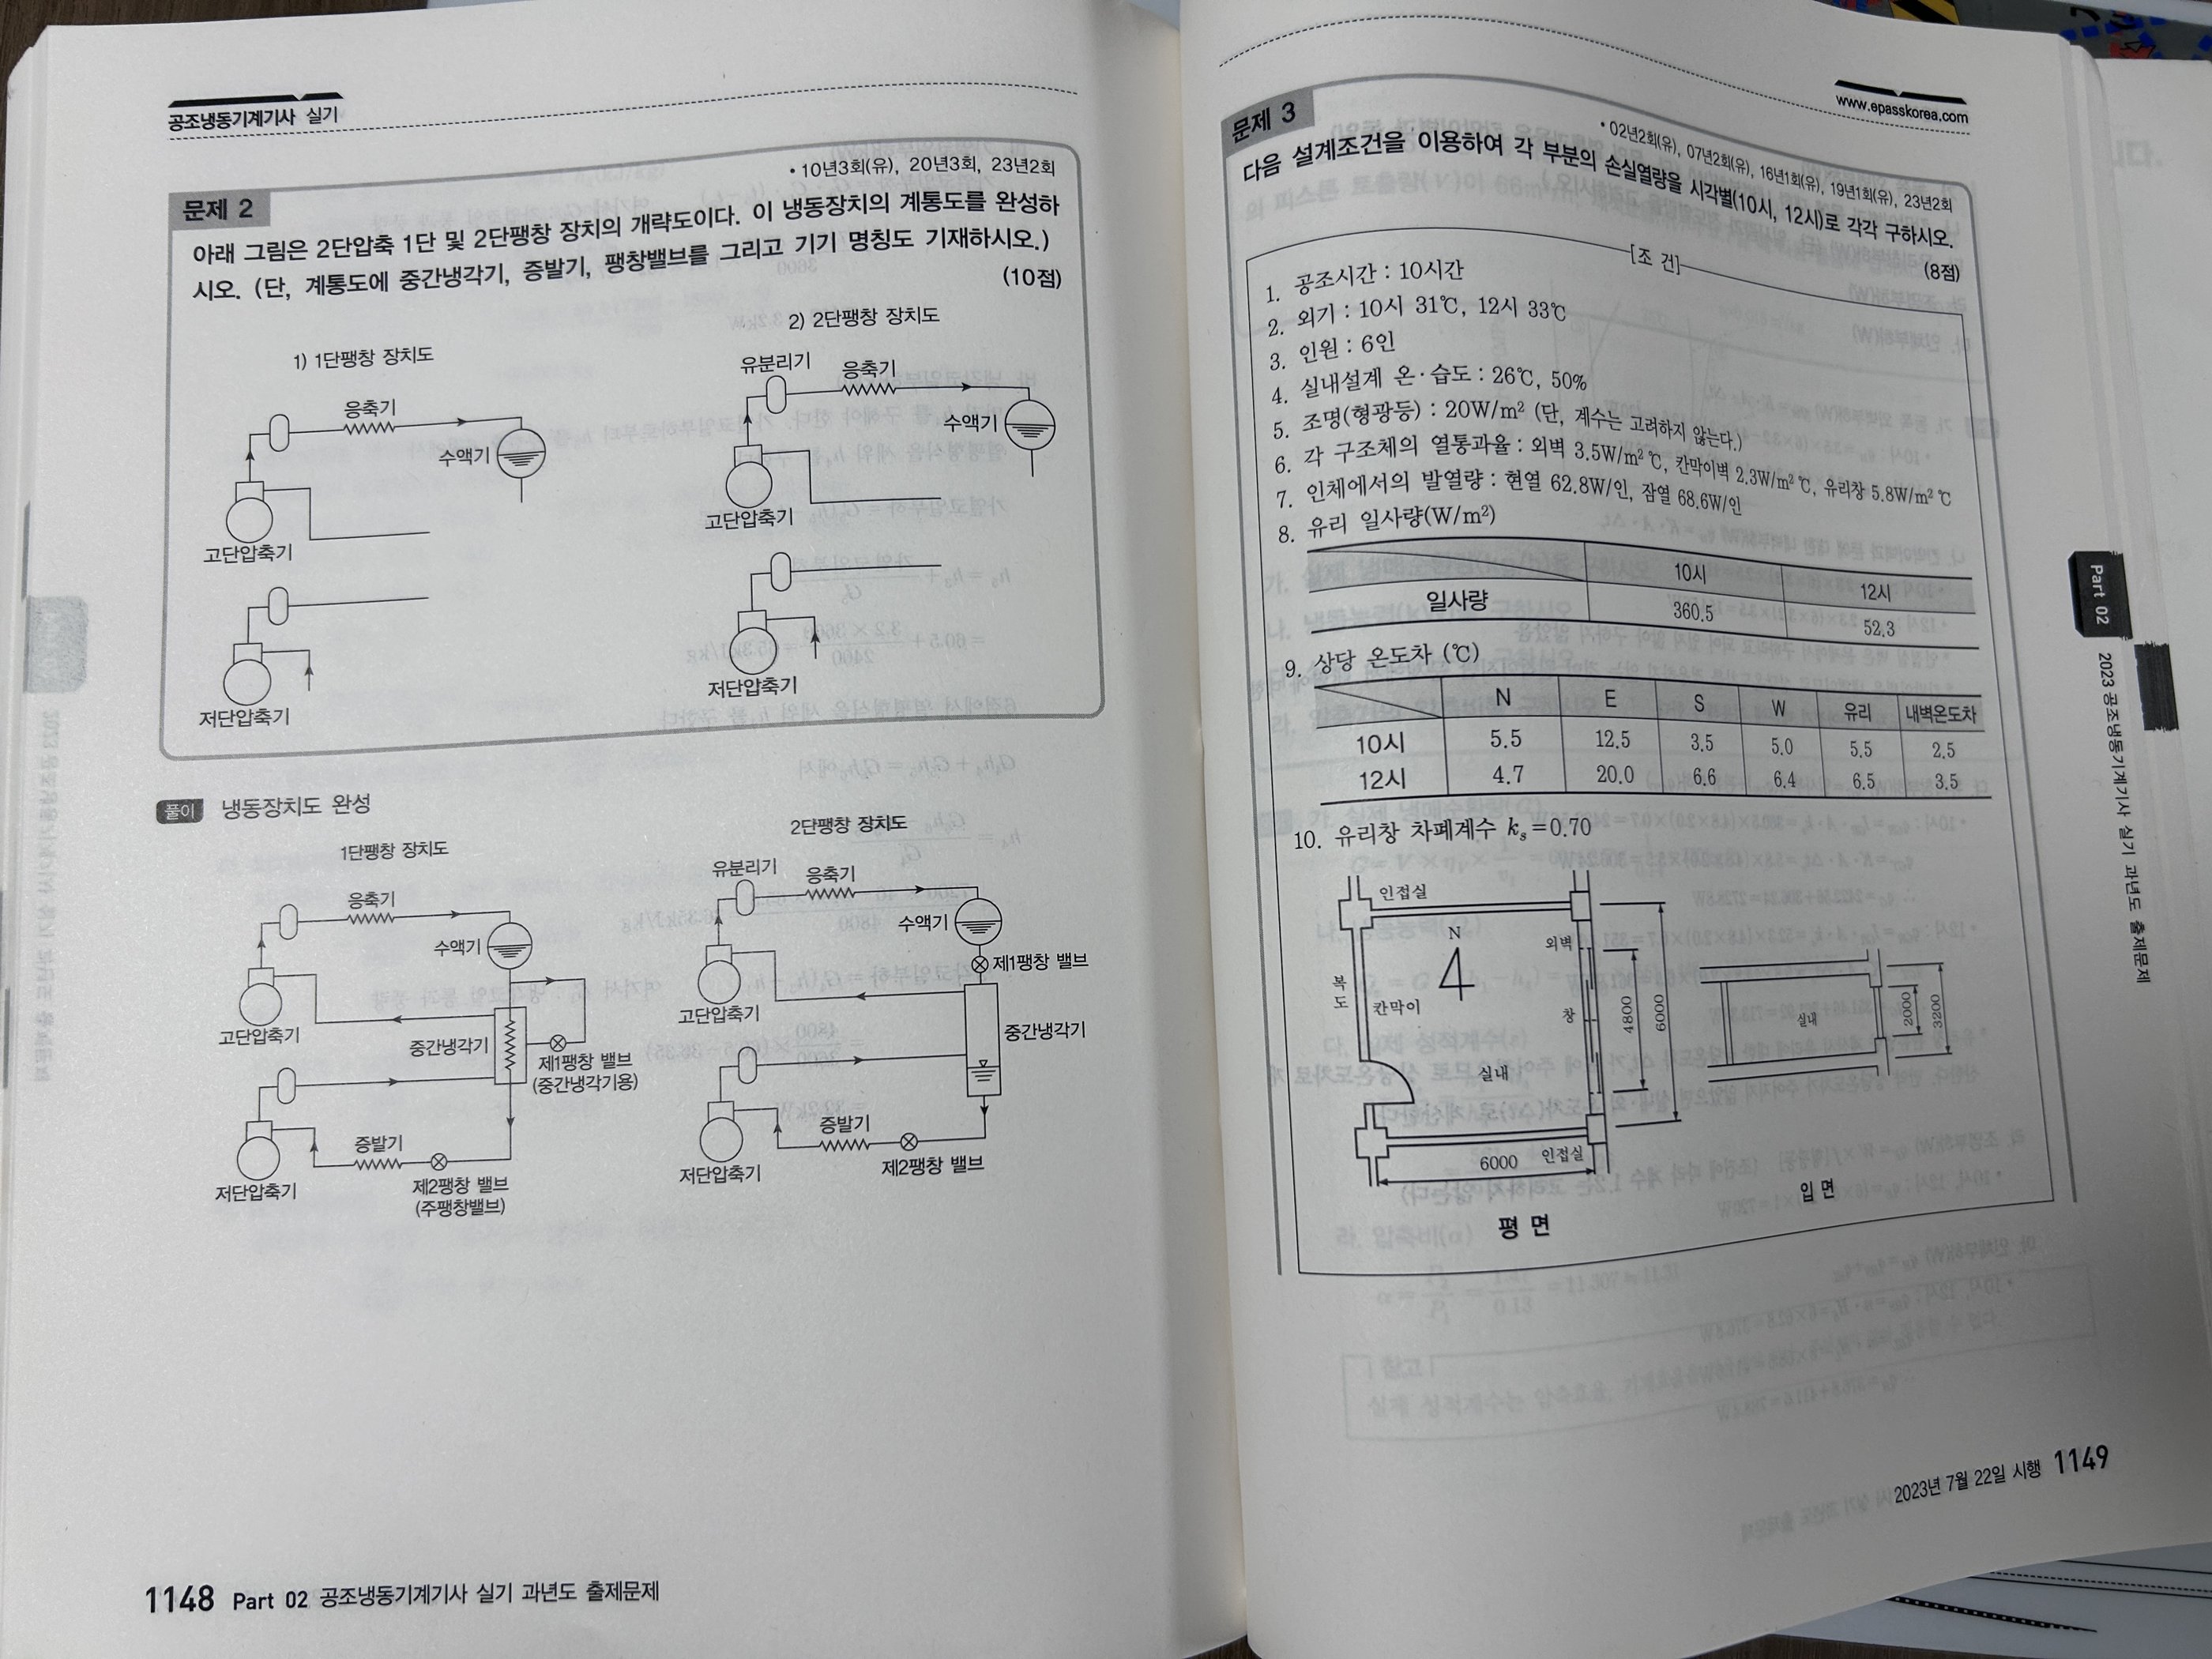 공조냉동기계기사 실기
• 10년3회(유), 20년3회, 23년2회
문제 2
아래 그림은 2단압축 1단 및 2단팽창 장치의 개략도이다. 이 냉동장치의 계통도를 완성하
시오. (단, 계통도에 중간냉각기, 증발기, 팽창밸브를 그리고 기기 명칭도 기재하시오.)
(10점)
1) 1단팽창 장치도
응축기
수액기
고단압축기
저단압축기
2) 2단팽창 장치도
유분리기
응축기
수액기
고단압축기
저단압축기
풀이 냉동장치도 완성
1단팽창 장치도
응축기
수액기
고단압축기
중간냉각기
제1팽창 밸브
(중간냉각기용)
증발기
저단압축기
제2팽창 밸브
(주팽창밸브)
2단팽창 장치도
유분리기
응축기
수액기
제1팽창 밸브
고단압축기
중간냉각기
증발기
저단압축기
제2팽창 밸브
1148 Part 02 공조냉동기계기사 실기 과년도 출제문제
www.epasskorea.com
• 02년2회(유), 07년2회(유), 16년1회(유), 19년1회(유), 23년2회
문제 3
다음 설계조건을 이용하여 각 부분의 손실열량을 시각별(10시, 12시)로 각각 구하시오.
(8점)
[조 건]
1. 공조시간 : 10시간
2. 외기 : 10시 31℃, 12시 33℃
3. 인원 : 6인
4. 실내설계 온·습도 : 26℃, 50%
5. 조명(형광등) : 20W/m² (단, 계수는 고려하지 않는다.)
6. 각 구조체의 열통과율 : 외벽 3.5W/m²℃, 칸막이벽 2.3W/m²℃, 유리창 5.8W/m²℃
7. 인체에서의 발열량 : 현열 62.8W/인, 잠열 68.6W/인
8. 유리 일사량(W/m²)
10시 12시
일사량 360.5 52.3
9. 상당 온도차 (℃)
N E S W 유리 내벽온도차
10시 5.5 12.5 3.5 5.0 5.5 2.5
12시 4.7 20.0 6.6 6.4 6.5 3.5
10. 유리창 차폐계수 kₛ=0.70
인접실
N
외벽
복도
칸막이
창
4800
6000
실내
인접실
6000
평 면
실내
2000
3200
입 면
Part 02
2023 공조냉동기계기사 실기 과년도 출제문제
2023년 7월 22일 시행 1149